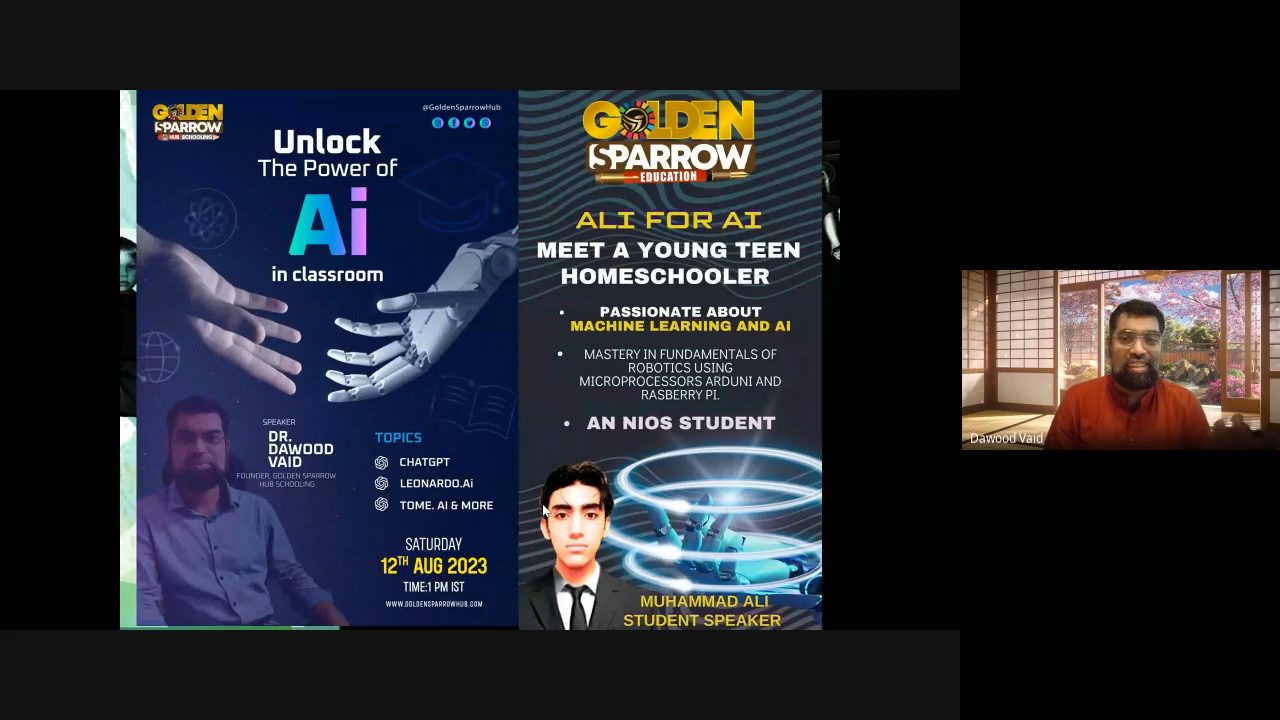 GOLDEN
SPARROW
HUB SCHOOLING
@GoldenSparrowHub
Unlock
The Power of
Ai
in classroom
SPEAKER
DR.
DAWOOD
VAID
FOUNDER, GOLDEN SPARROW
HUB SCHOOLING
TOPICS
CHATGPT
LEONARDO.Ai
TOME. AI & MORE
SATURDAY
12TH AUG 2023
TIME:1 PM IST
WWW.GOLDENSPARROWHUB.COM
GOLDEN
SPARROW
EDUCATION
ALI FOR AI
MEET A YOUNG TEEN
HOMESCHOOLER
• PASSIONATE ABOUT
MACHINE LEARNING AND AI
• MASTERY IN FUNDAMENTALS OF
ROBOTICS USING
MICROPROCESSORS ARDUNI AND
RASBERRY PI.
• AN NIOS STUDENT
MUHAMMAD ALI
STUDENT SPEAKER
Dawood Vaid